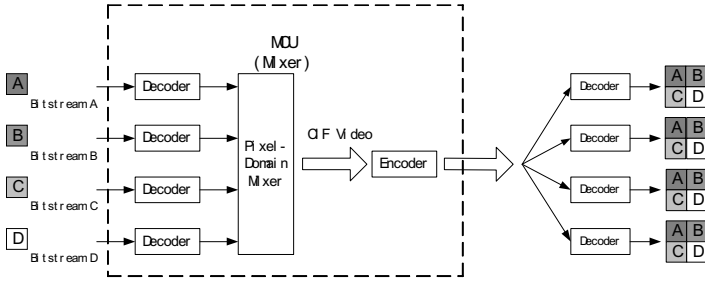 MCU
(Mixer)
A
Bitstream A
Decoder
B
Bitstream B
Decoder
C
Bitstream C
Decoder
D
Bitstream D
Decoder
Pixel-
Domain
Mixer
CIF Video
Encoder
Decoder
A B
C D
Decoder
A B
C D
Decoder
A B
C D
Decoder
A B
C D